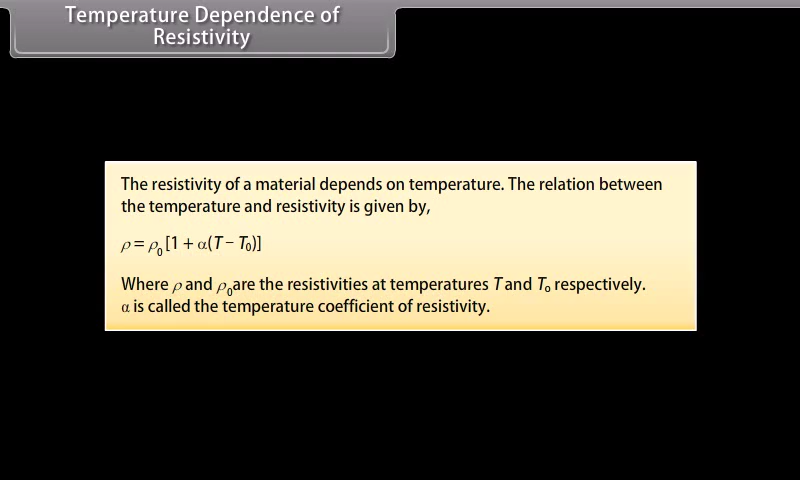 Temperature Dependence of
Resistivity
The resistivity of a material depends on temperature. The relation between
the temperature and resistivity is given by,
ρ = ρ₀ [1 + α(T − T₀)]
Where ρ and ρ₀are the resistivities at temperatures T and T₀ respectively.
α is called the temperature coefficient of resistivity.